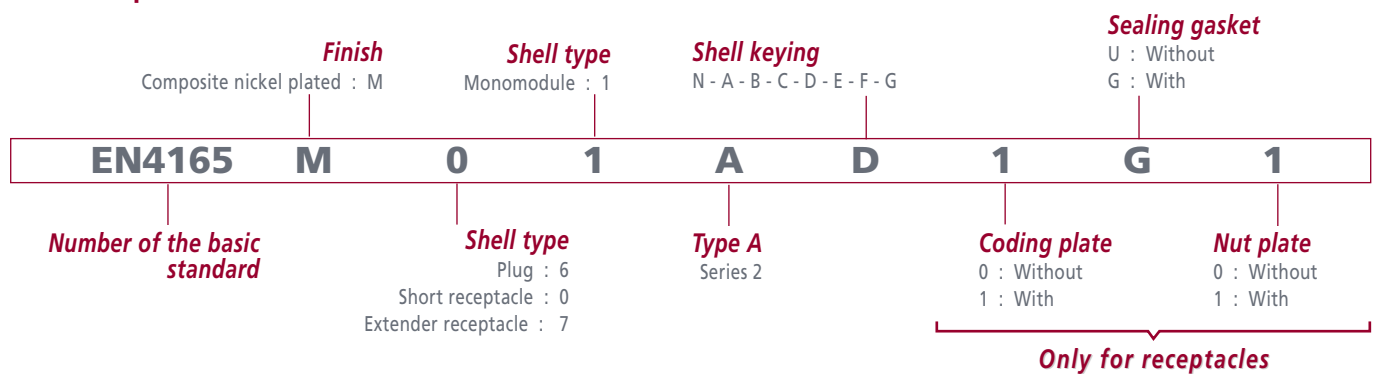 Sealing gasket
U : Without
G : With
Finish
Composite nickel plated : M
Shell type
Monomodule : 1
Shell keying
N - A - B - C - D - E - F - G
EN4165 M 0 1 A D 1 G 1
Number of the basic
standard
Shell type
Plug : 6
Short receptacle : 0
Extender receptacle : 7
Type A
Series 2
Coding plate
0 : Without
1 : With
Nut plate
0 : Without
1 : With
Only for receptacles